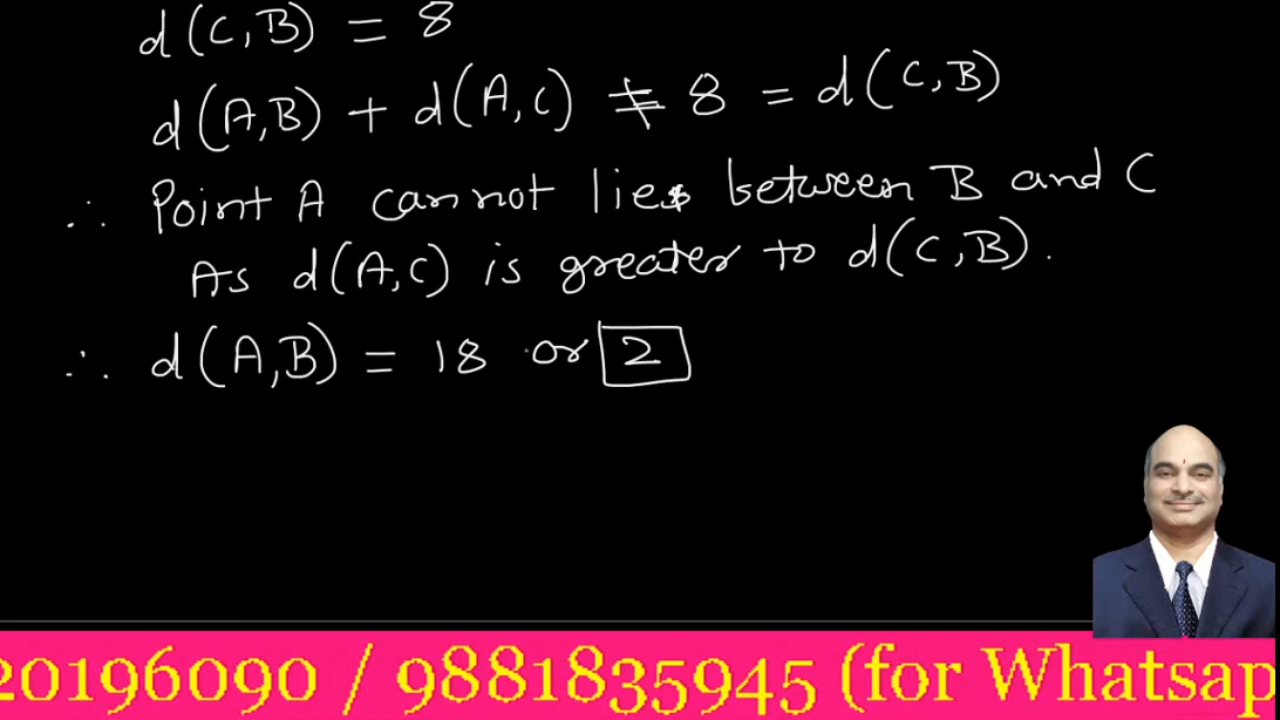 d(C,B) = 8
d(A,B) + d(A,C) ≠ 8 = d(C,B)
∴ Point A cannot lies between B and C
As d(A,C) is greater to d(C,B).
∴ d(A,B) = 18 or 2
20196090 / 9881835945 (for Whatsap